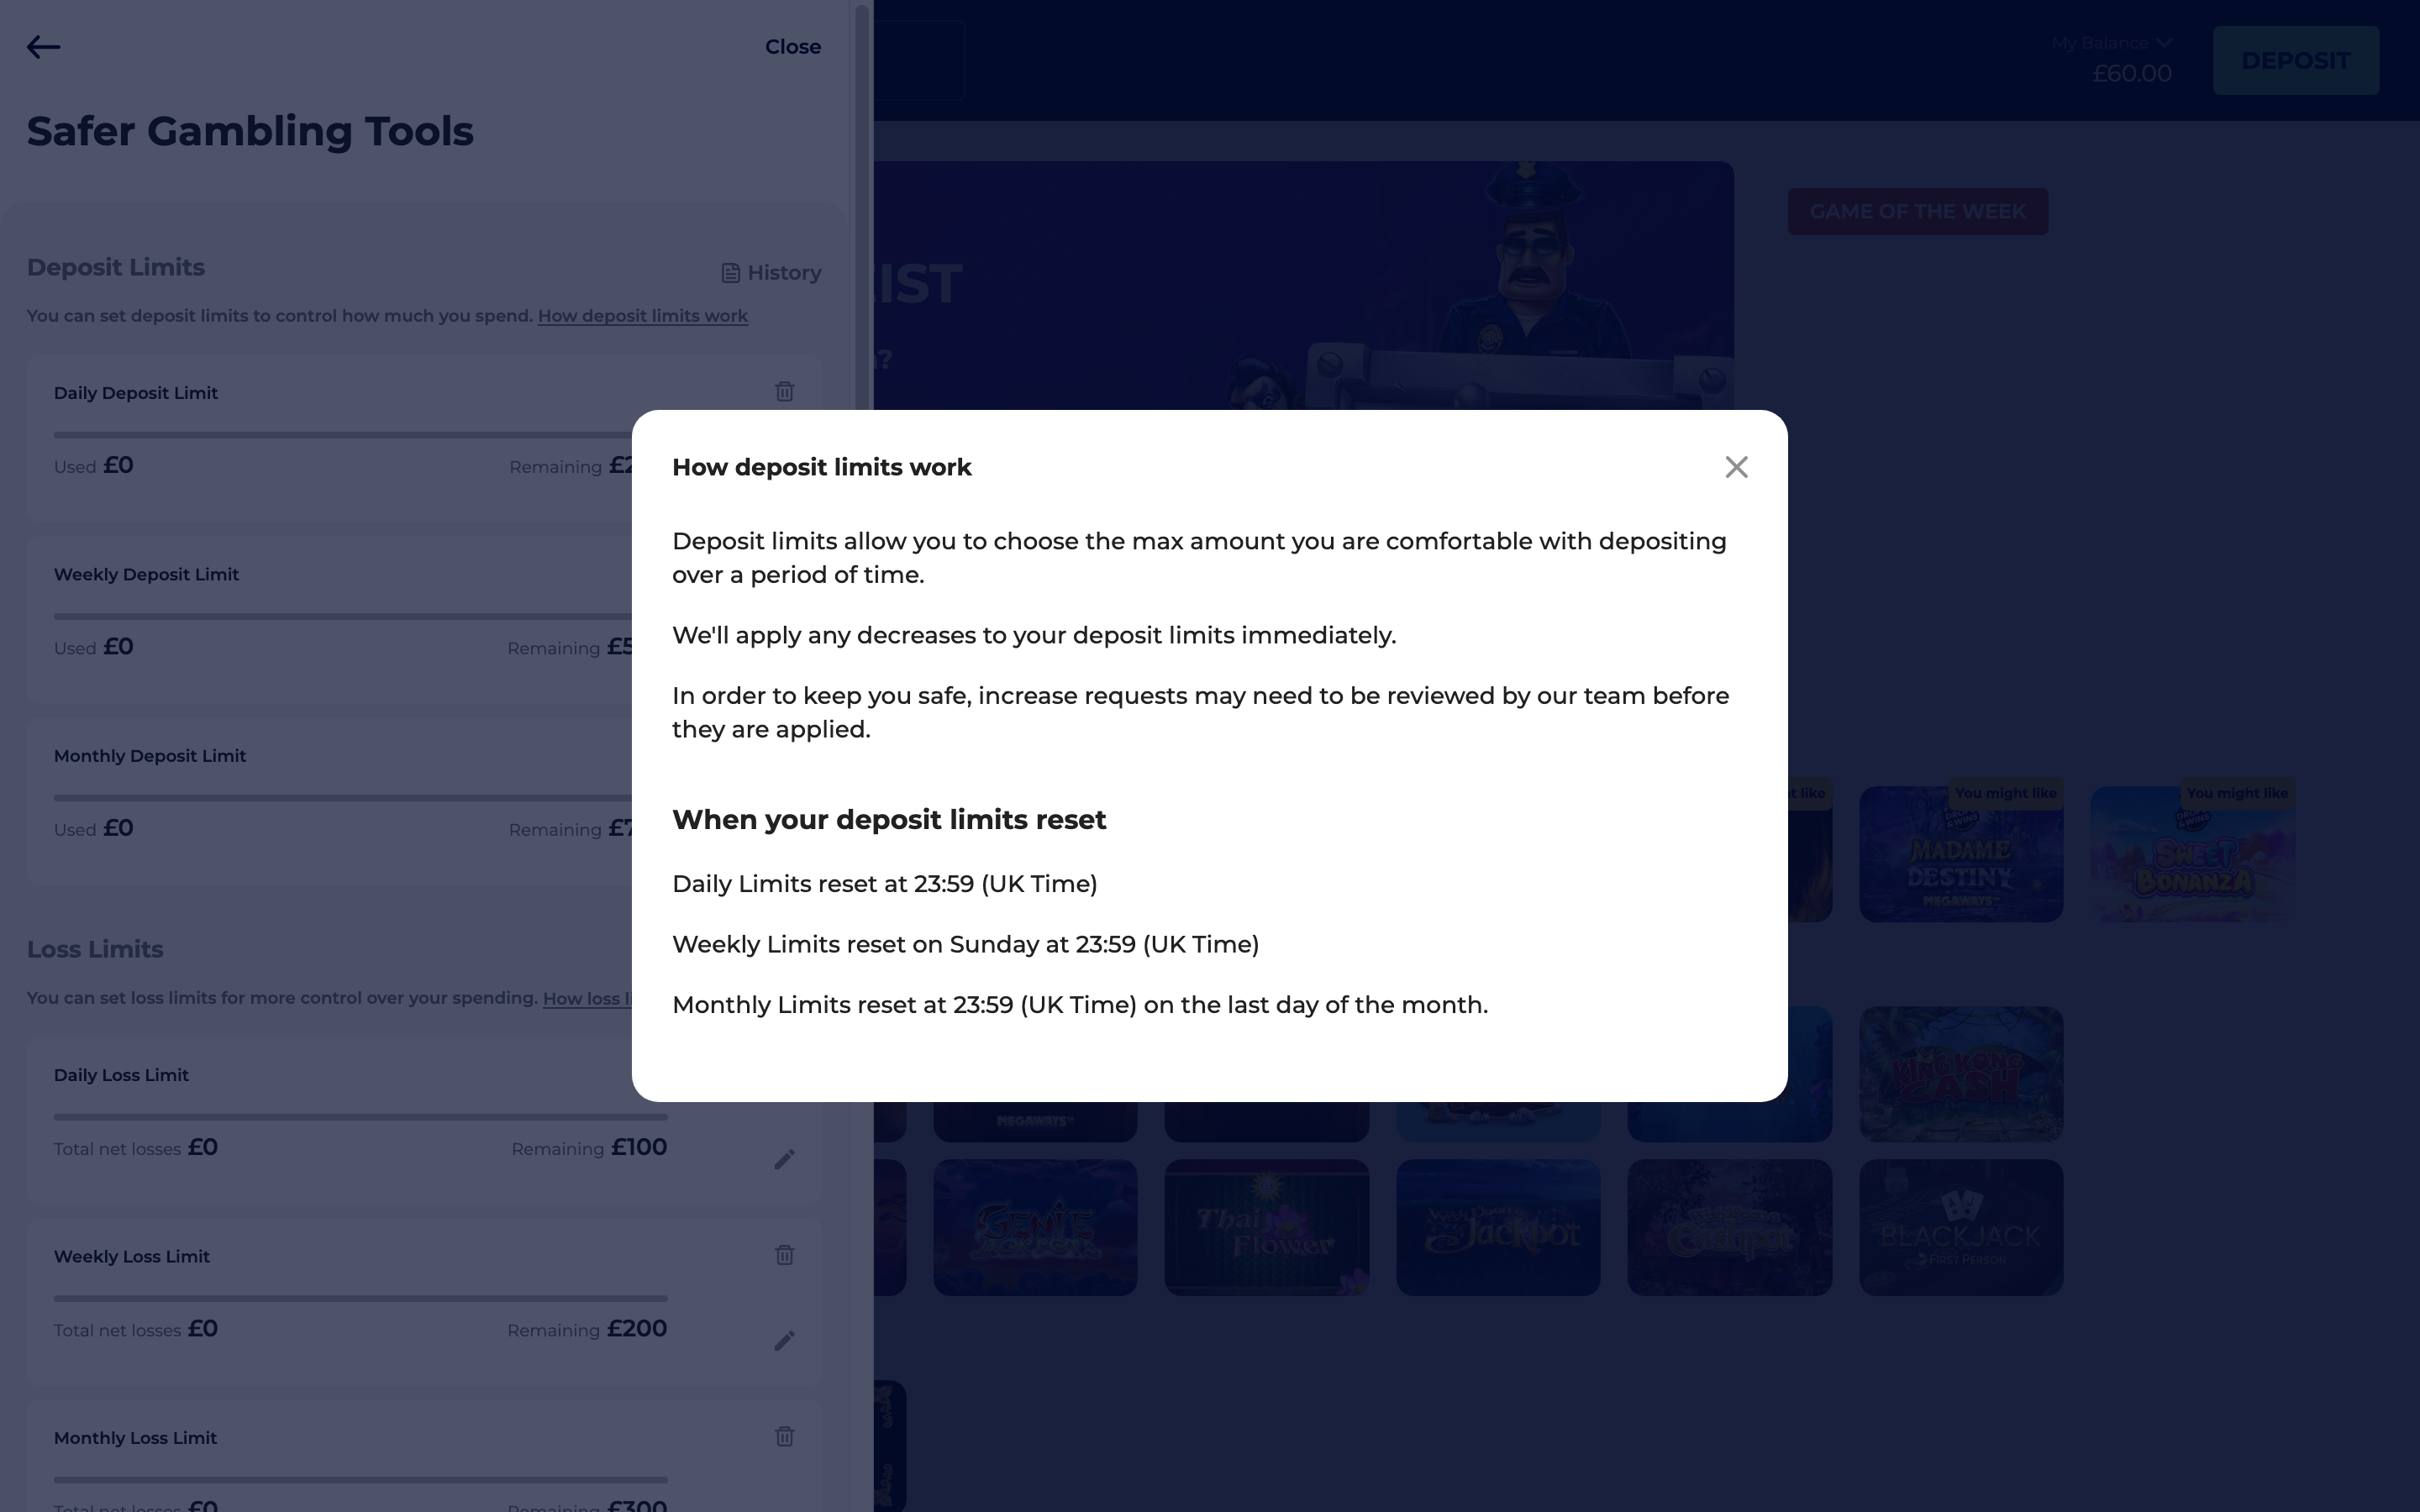 Close
My Balance
£60.00
DEPOSIT
Safer Gambling Tools
GAME OF THE WEEK
Deposit Limits
History
You can set deposit limits to control how much you spend. How deposit limits work
Daily Deposit Limit
Used £0
Remaining
Weekly Deposit Limit
Used £0
Remaining
Monthly Deposit Limit
Used £0
Remaining
Loss Limits
You can set loss limits for more control over your spending. How loss
Daily Loss Limit
Total net losses £0
Remaining £100
Weekly Loss Limit
Total net losses £0
Remaining £200
Monthly Loss Limit
Total net losses £0
Remaining £300
How deposit limits work
Deposit limits allow you to choose the max amount you are comfortable with depositing
over a period of time.
We'll apply any decreases to your deposit limits immediately.
In order to keep you safe, increase requests may need to be reviewed by our team before
they are applied.
When your deposit limits reset
Daily Limits reset at 23:59 (UK Time)
Weekly Limits reset on Sunday at 23:59 (UK Time)
Monthly Limits reset at 23:59 (UK Time) on the last day of the month.
like
You might like
You might like
MADAME
DESTINY
MEGAWAYS
SWEET
BONANZA
KING KONG
CASH
MEGAWAYS
GENIE
JACKPOTS
Thai
Flower
Wish Upon a
Jackpot
BLACKJACK
FIRST PERSON